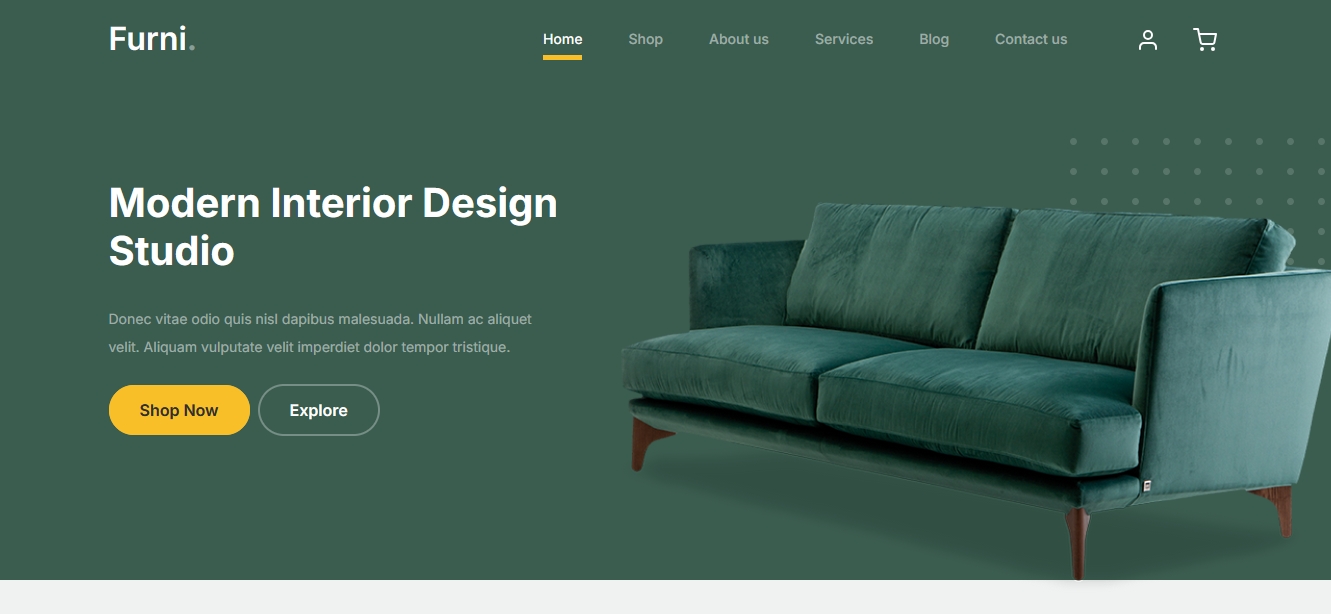 Furni.
Home Shop About us Services Blog Contact us
Modern Interior Design
Studio
Donec vitae odio quis nisl dapibus malesuada. Nullam ac aliquet
velit. Aliquam vulputate velit imperdiet dolor tempor tristique.
Shop Now Explore